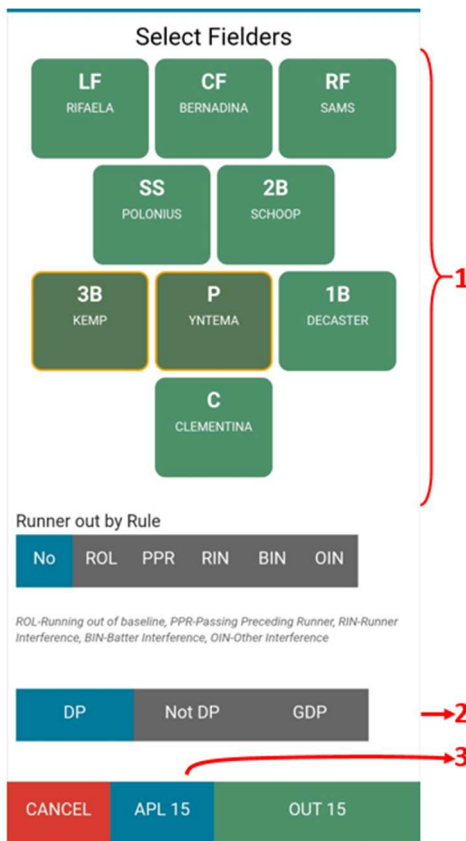 Select Fielders
LF CF RF
RIFAELA BERNADINA SAMS
SS 2B
POLONIUS SCHOOP
3B P 1B
KEMP YNTEMA DECASTER
1
C
CLEMENTINA
Runner out by Rule
No ROL PPR RIN BIN OIN
ROL-Running out of baseline, PPR-Passing Preceding Runner, RIN-Runner
Interference, BIN-Batter Interference, OIN-Other Interference
DP Not DP GDP
2
3
CANCEL APL 15 OUT 15